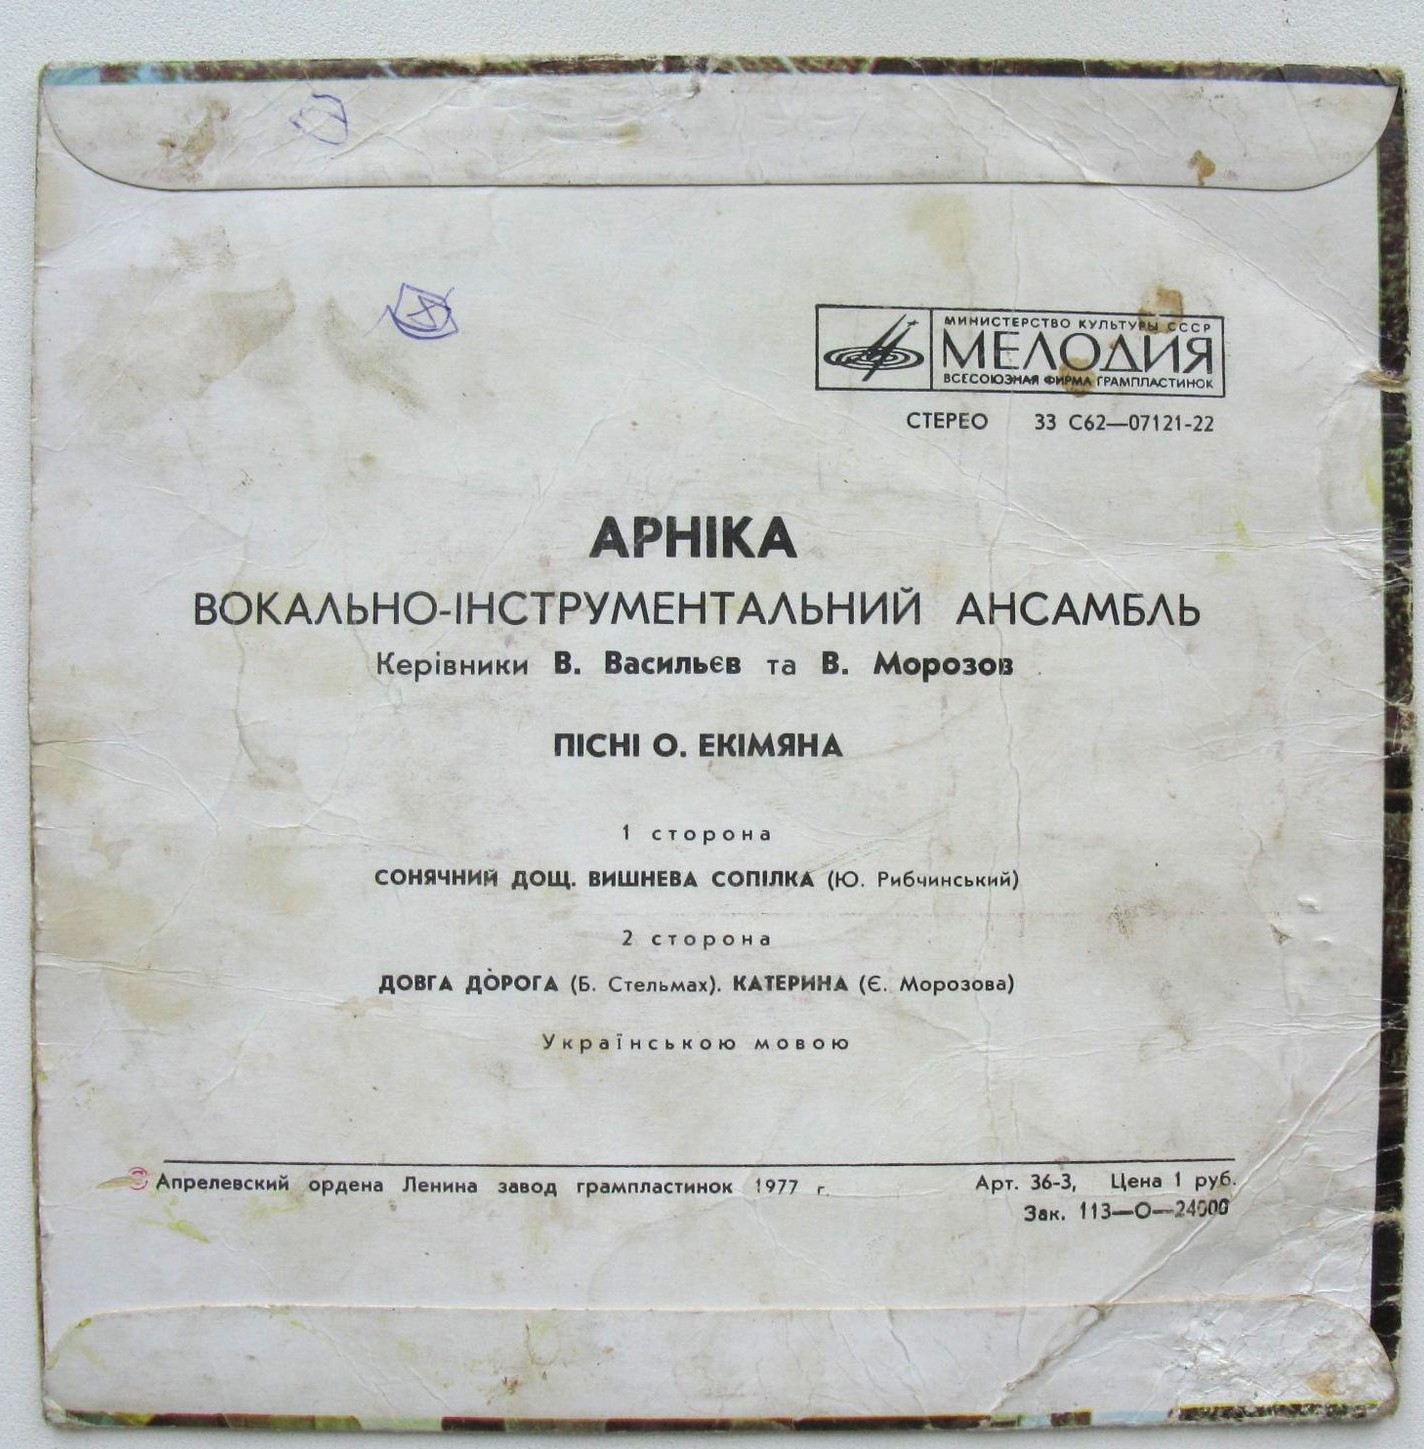 МИНИСТЕРСТВО КУЛЬТУРЫ СССР
МЕЛОДИЯ
ВСЕСОЮЗНАЯ ФИРМА ГРАМПЛАСТИНОК
СТЕРЕО 33 С62—07121-22
АРНІКА
ВОКАЛЬНО-ІНСТРУМЕНТАЛЬНИЙ АНСАМБЛЬ
Керівники В. Васильєв та В. Морозов
ПІСНІ О. ЕКІМЯНА
1 сторона
СОНЯЧНИЙ ДОЩ. ВИШНЕВА СОПІЛКА (Ю. Рибчинський)
2 сторона
ДОВГА ДОРОГА (Б. Стельмах). КАТЕРИНА (Є. Морозова)
Українською мовою
Апрелевский ордена Ленина завод грампластинок 1977 г. Арт. 36-3, Цена 1 руб.
Зак. 113—О—24000